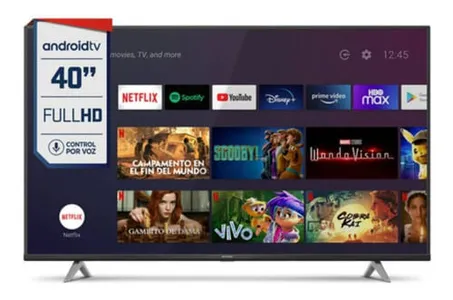 androidtv
40”
FULLHD
CONTROL
POR VOZ
movies, TV, and more
12:45
NETFLIX
Spotify
YouTube
Disney+
prime video
HBO
max
CAMPAMENTO EN
EL FIN DEL MUNDO
SCOOBY!
WandaVision
NETFLIX
Netflix
GAMBITO DE DAMA
VIVO
COBRA
KAI